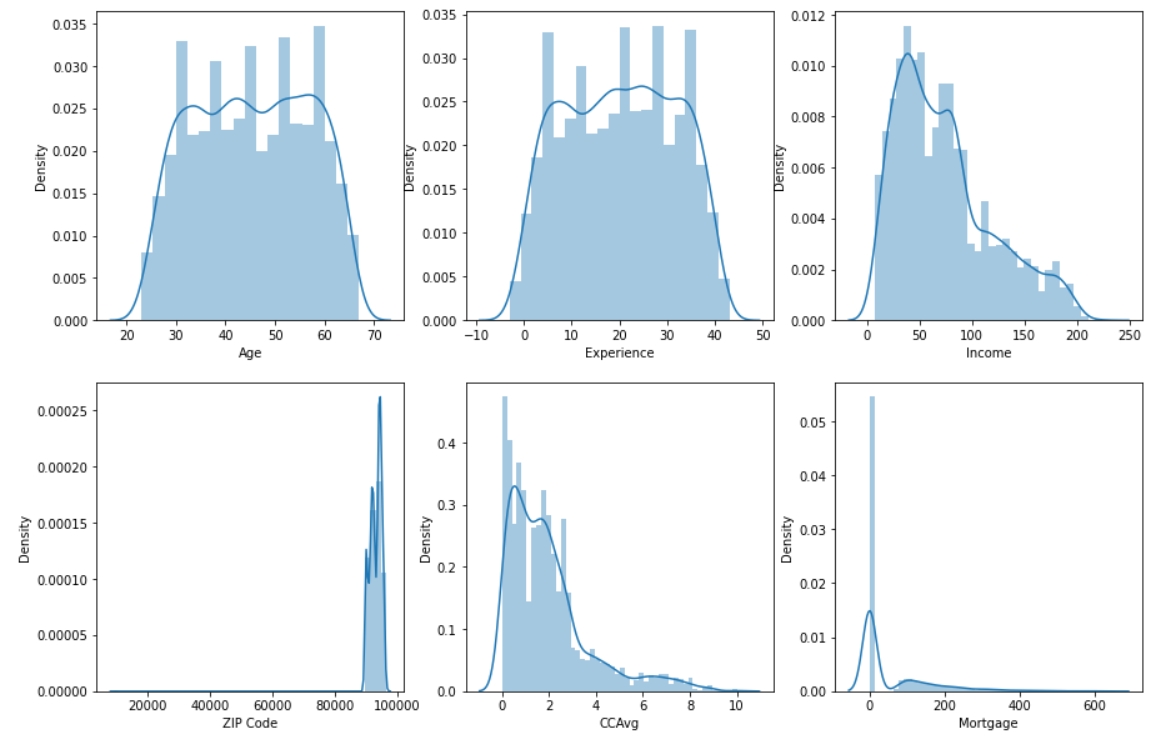 0.035
0.030
0.025
0.020
0.015
0.010
0.005
0.000
Density
20 30 40 50 60 70
Age
0.035
0.030
0.025
0.020
0.015
0.010
0.005
0.000
Density
−10 0 10 20 30 40 50
Experience
0.012
0.010
0.008
0.006
0.004
0.002
0.000
Density
0 50 100 150 200 250
Income
0.00025
0.00020
0.00015
0.00010
0.00005
0.00000
Density
20000 40000 60000 80000 100000
ZIP Code
0.4
0.3
0.2
0.1
0.0
Density
0 2 4 6 8 10
CCAvg
0.05
0.04
0.03
0.02
0.01
0.00
Density
0 200 400 600
Mortgage